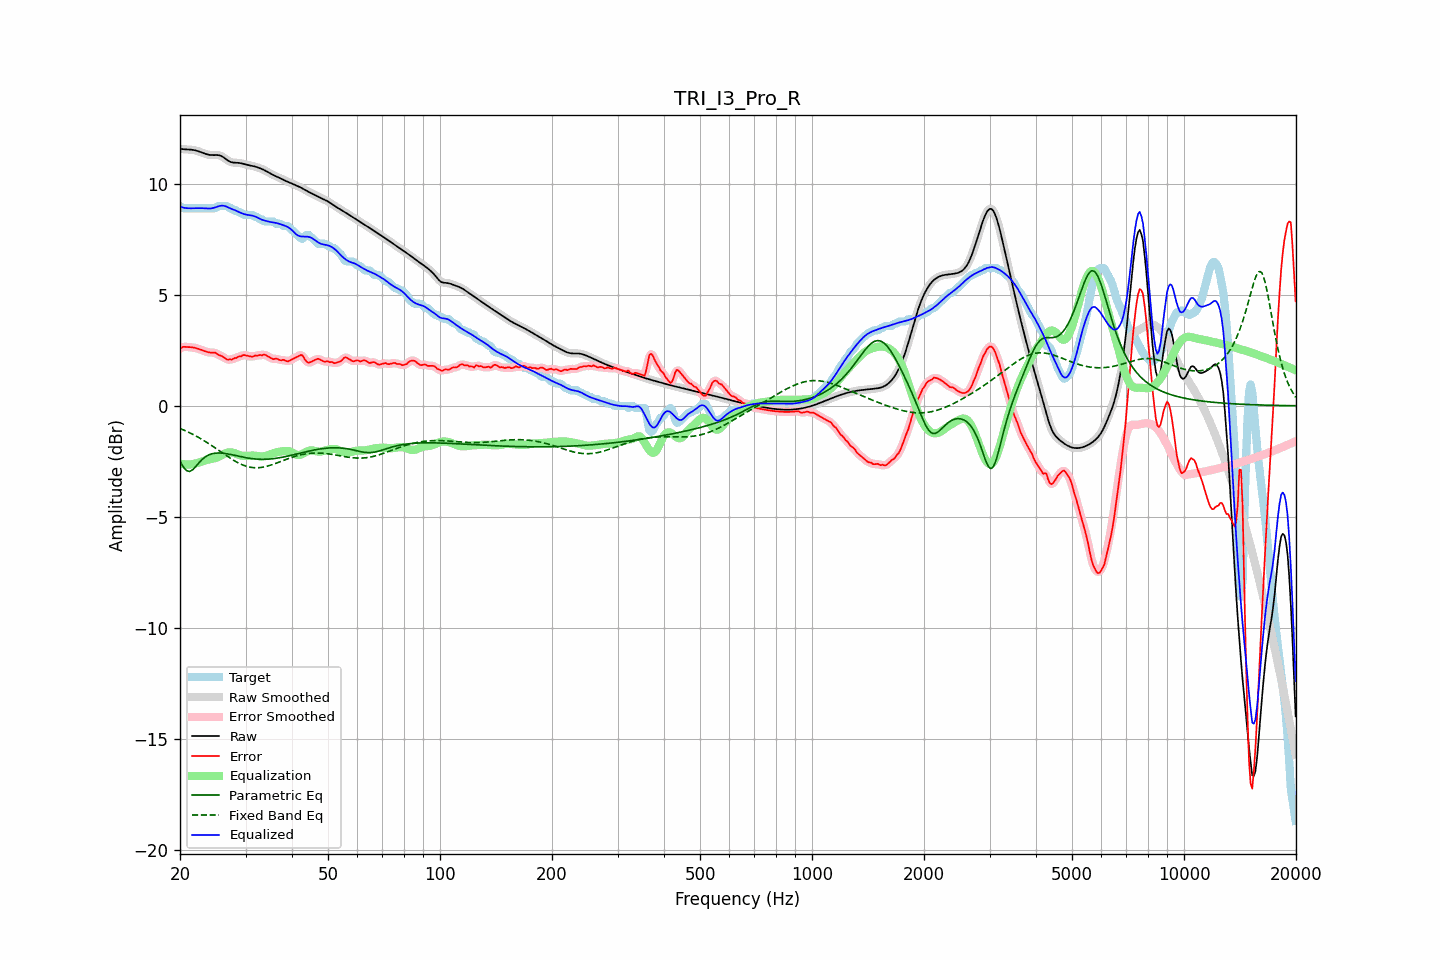 TRI_I3_Pro_R
Amplitude (dBr)
10
5
0
−5
−10
−15
−20
Target
Raw Smoothed
Error Smoothed
Raw
Error
Equalization
Parametric Eq
Fixed Band Eq
Equalized
20 50 100 200 500 1000 2000 5000 10000 20000
Frequency (Hz)